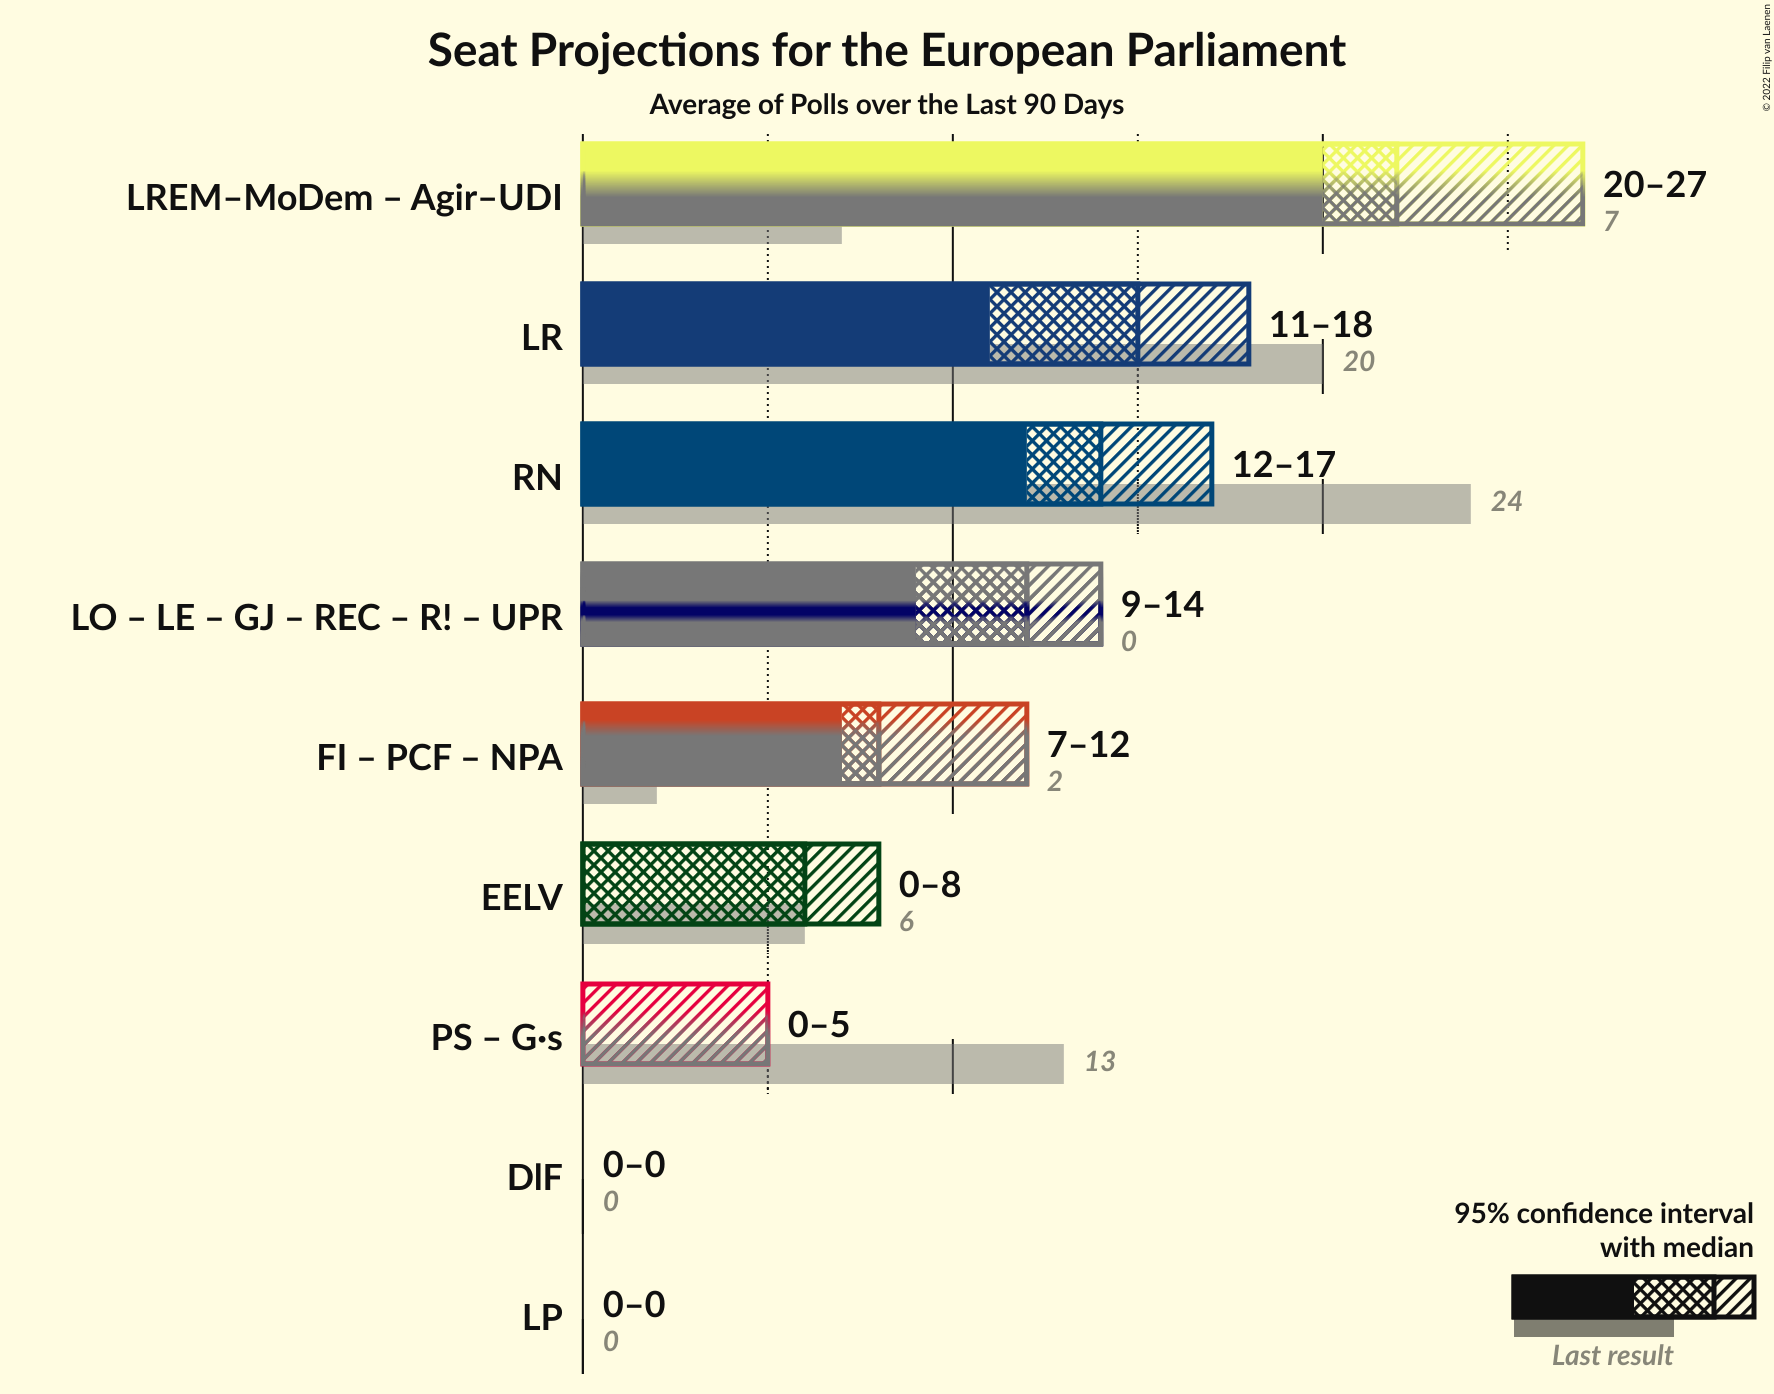 Seat Projections for the European Parliament
Average of Polls over the Last 90 Days
© 2022 Filip van Laenen
LREM–MoDem – Agir–UDI
20–27
7
LR
11–18
20
RN
12–17
24
LO – LE – GJ – REC – R! – UPR
9–14
0
FI – PCF – NPA
7–12
2
EELV
0–8
6
PS – G·s
0–5
13
DIF
0–0
0
LP
0–0
0
95% confidence interval
with median
Last result